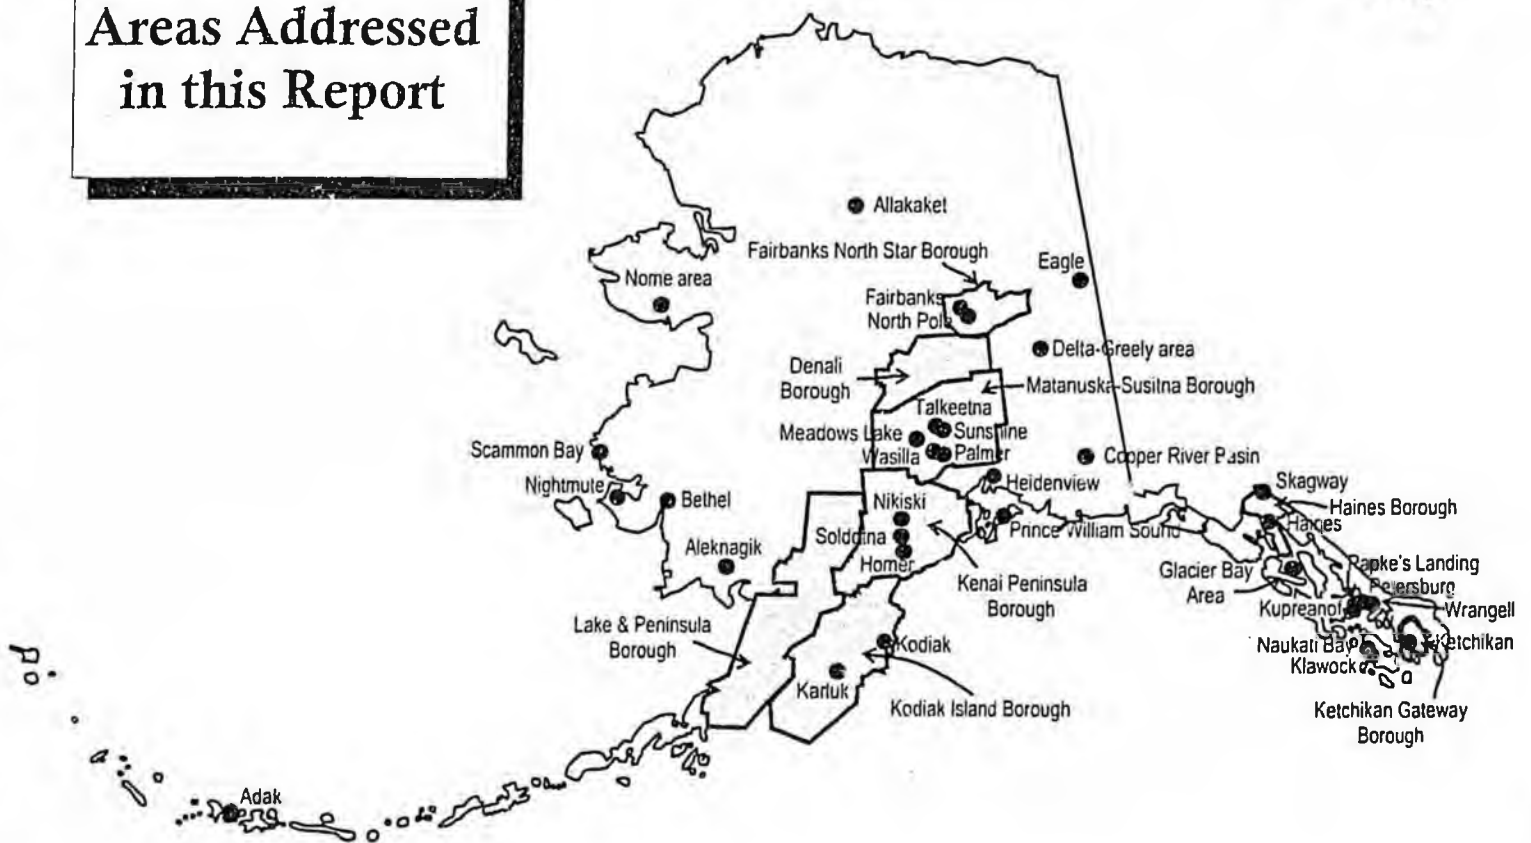 Areas Addressed
in this Report
Allakaket
Fairbanks North Star Borough
Eagle
Nome area
Fairbanks
North Pole
Delta-Greely area
Denali
Borough
Matanuska-Susitna Borough
Talkeetna
Meadows Lake
Sunshine
Scammon Bay
Wasilla
Palmer
Copper River Basin
Nightmute
Bethel
Heidenview
Skagway
Nikiski
Haines Borough
Haines
Soldotna
Prince William Sound
Aleknagik
Homer
Kenai Peninsula
Borough
Glacier Bay
Area
Papke's Landing
Petersburg
Kupreanof
Wrangell
Lake & Peninsula
Borough
Kodiak
Naukati Bay
Ketchikan
Klawock
Karluk
Kodiak Island Borough
Ketchikan Gateway
Borough
Adak